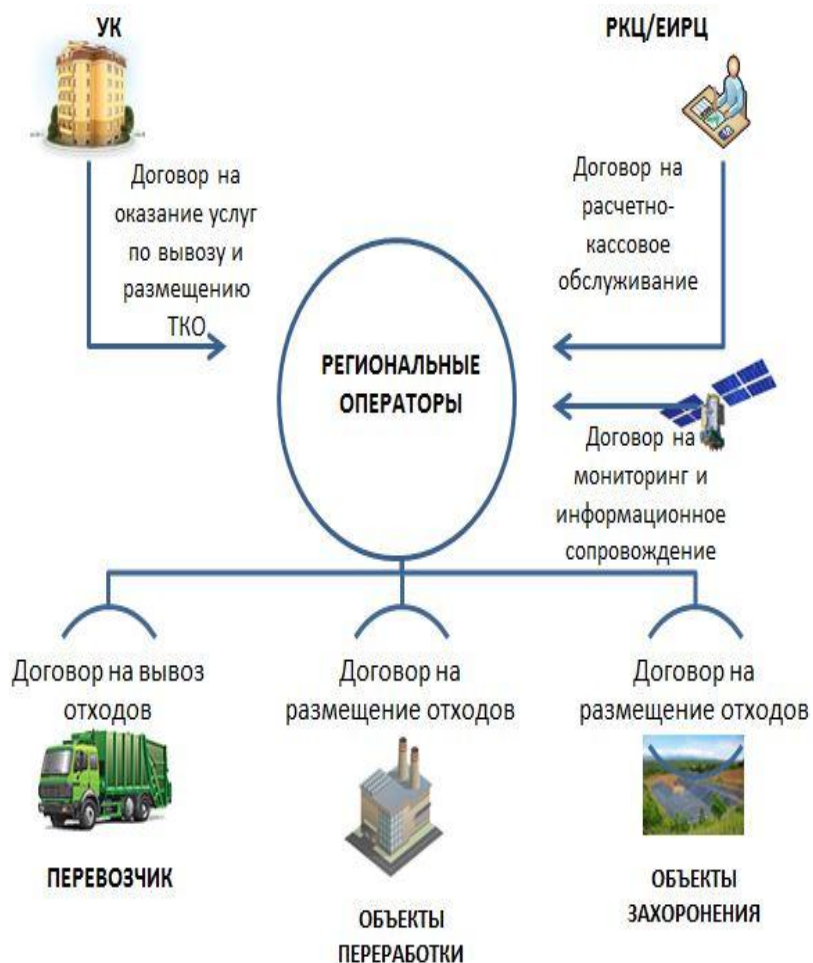 УК
РКЦ/ЕИРЦ
Договор на
оказание услуг
по вывозу и
размещению
ТКО
Договор на
расчетно-
кассовое
обслуживание
РЕГИОНАЛЬНЫЕ
ОПЕРАТОРЫ
Договор на
мониторинг и
информационное
сопровождение
Договор на вывоз
отходов
Договор на
размещение отходов
Договор на
размещение отходов
ПЕРЕВОЗЧИК
ОБЪЕКТЫ
ПЕРЕРАБОТКИ
ОБЪЕКТЫ
ЗАХОРОНЕНИЯ